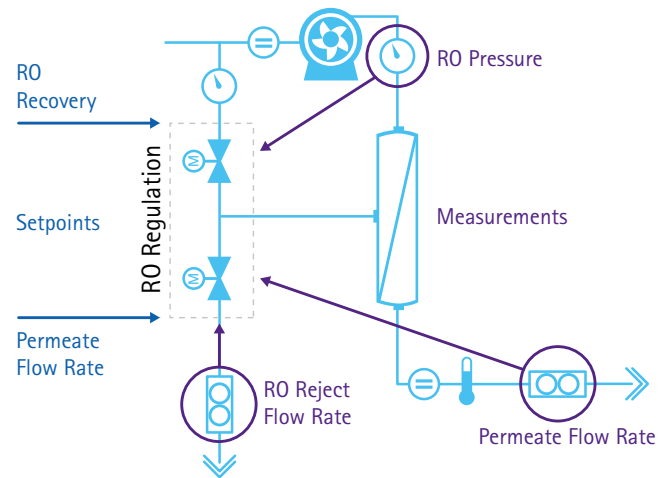 RO
Recovery
RO Pressure
M
RO Regulation
Setpoints
Measurements
M
Permeate
Flow Rate
RO Reject
Flow Rate
Permeate Flow Rate